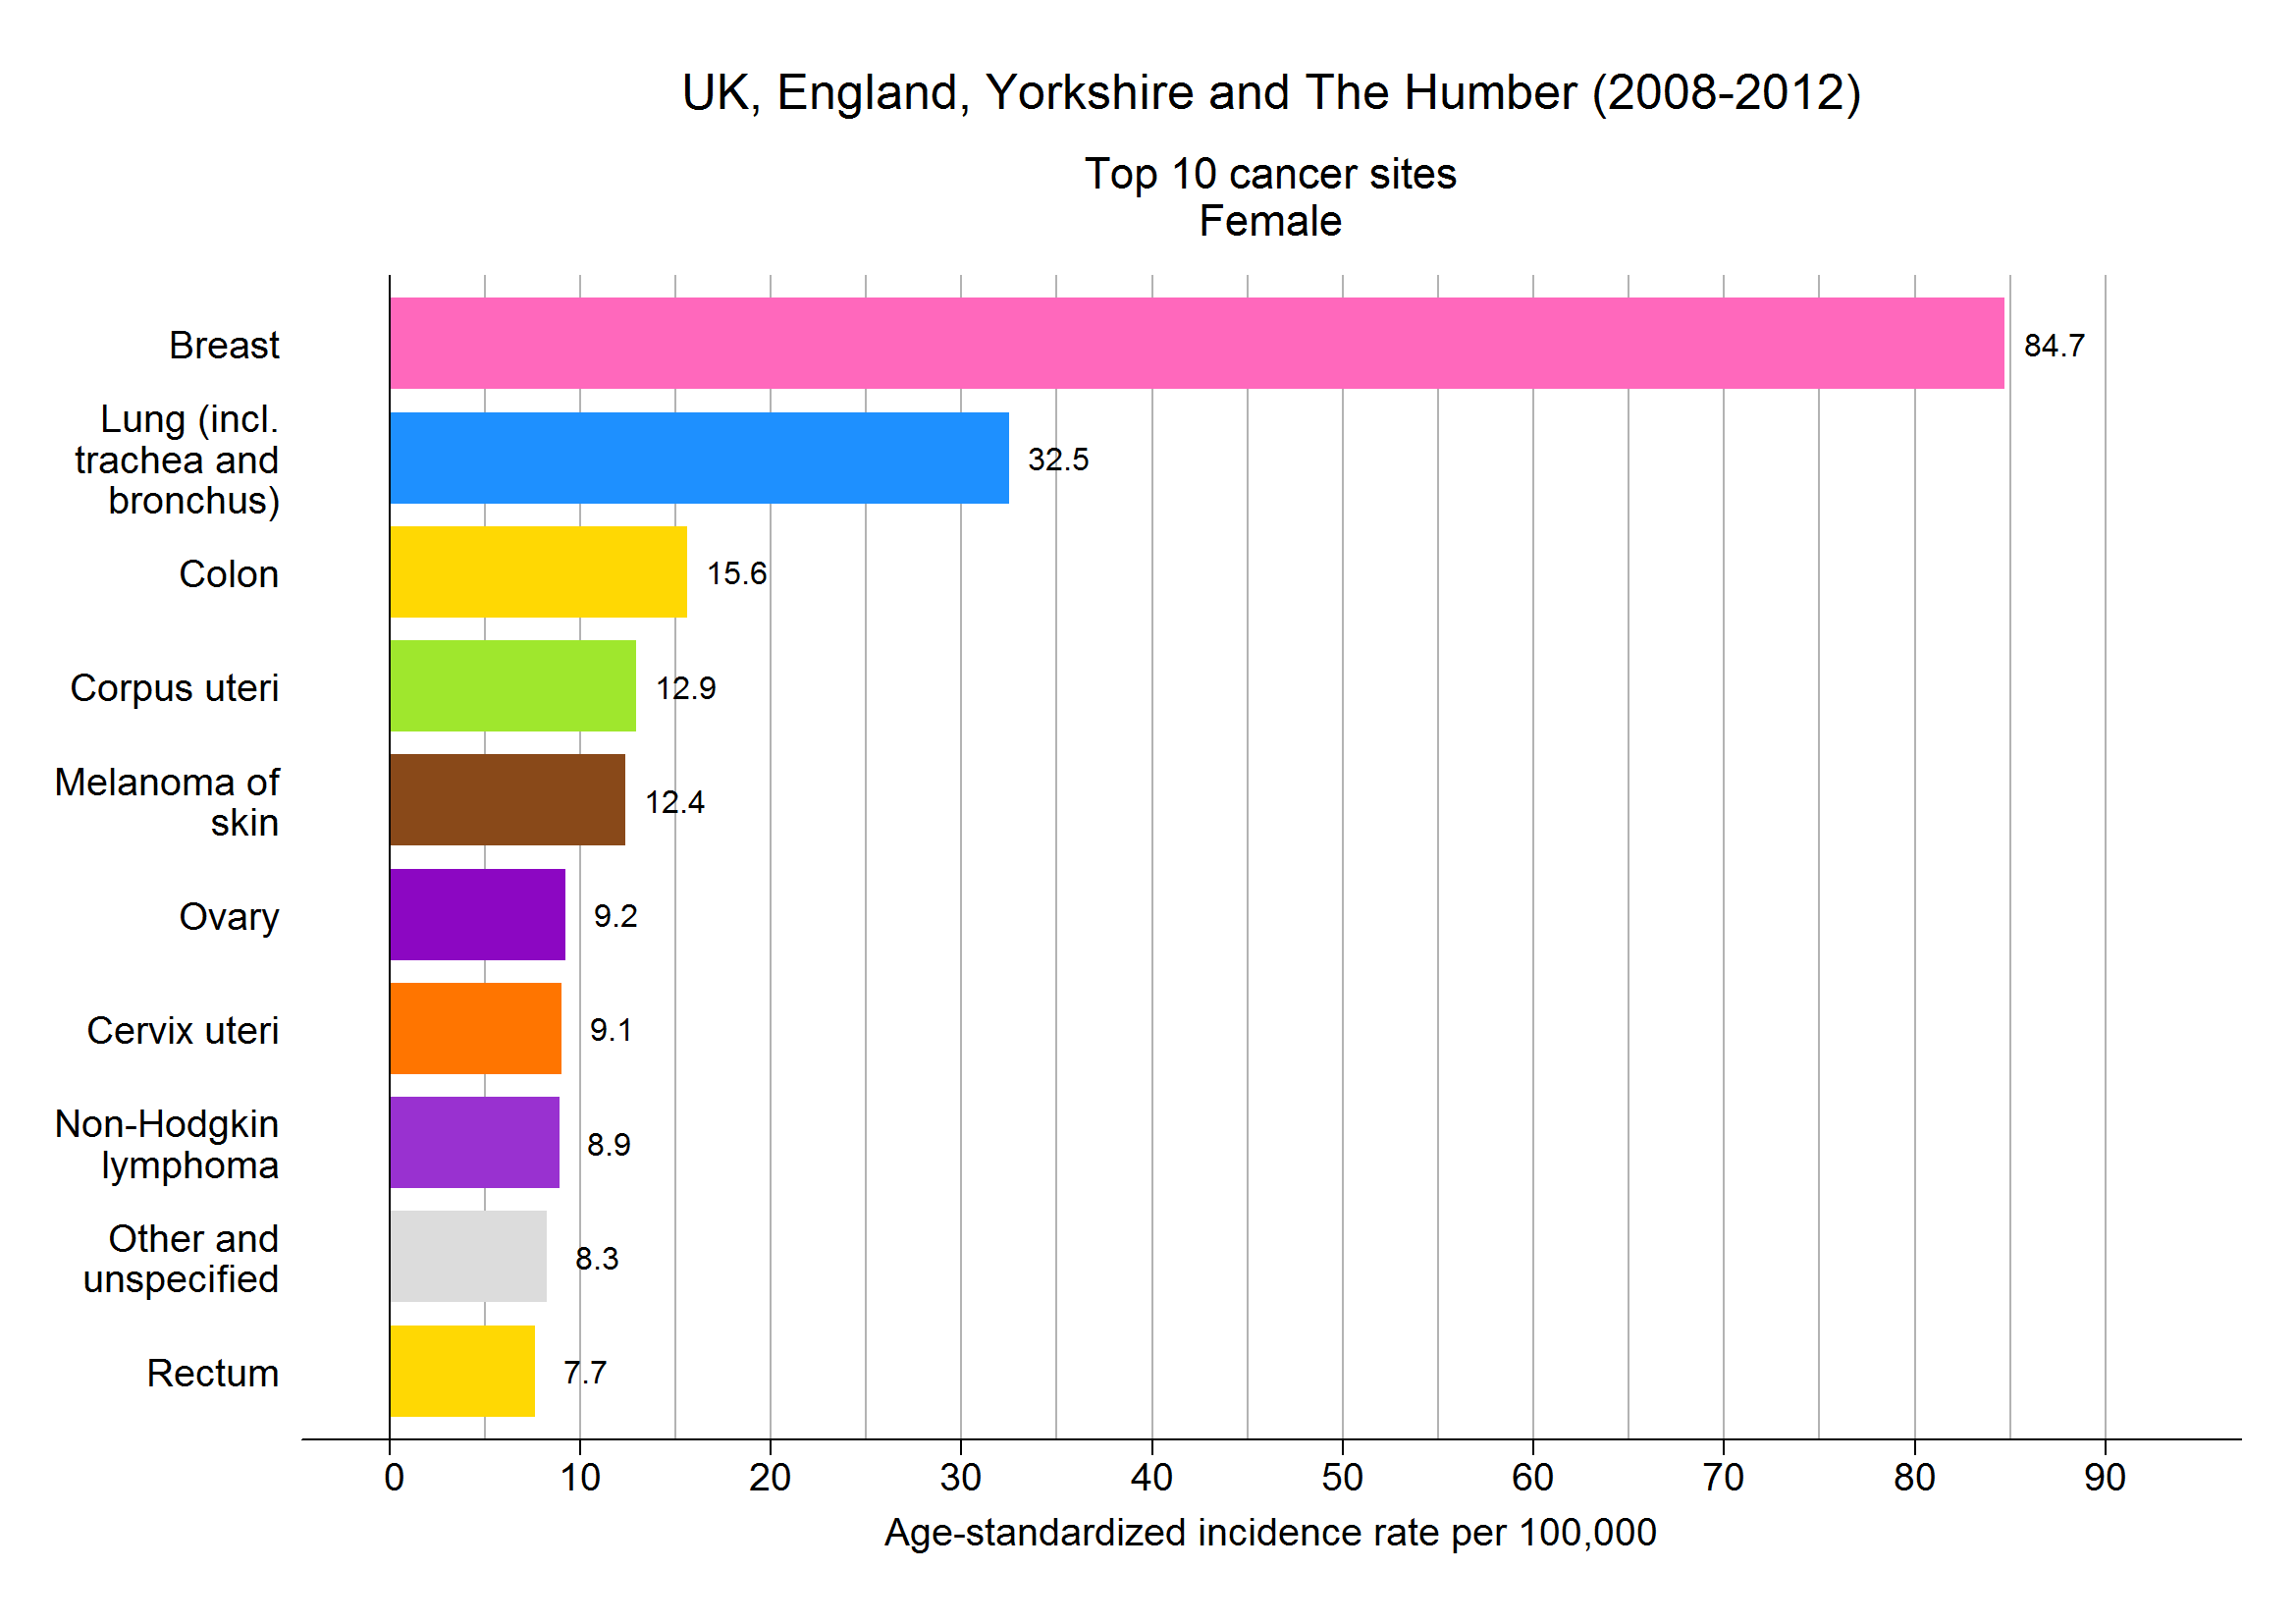 UK, England, Yorkshire and The Humber (2008-2012)
Top 10 cancer sites
Female
Breast
84.7
Lung (incl.
trachea and
bronchus)
32.5
Colon
15.6
Corpus uteri
12.9
Melanoma of
skin
12.4
Ovary
9.2
Cervix uteri
9.1
Non-Hodgkin
lymphoma
8.9
Other and
unspecified
8.3
Rectum
7.7
0 10 20 30 40 50 60 70 80 90
Age-standardized incidence rate per 100,000